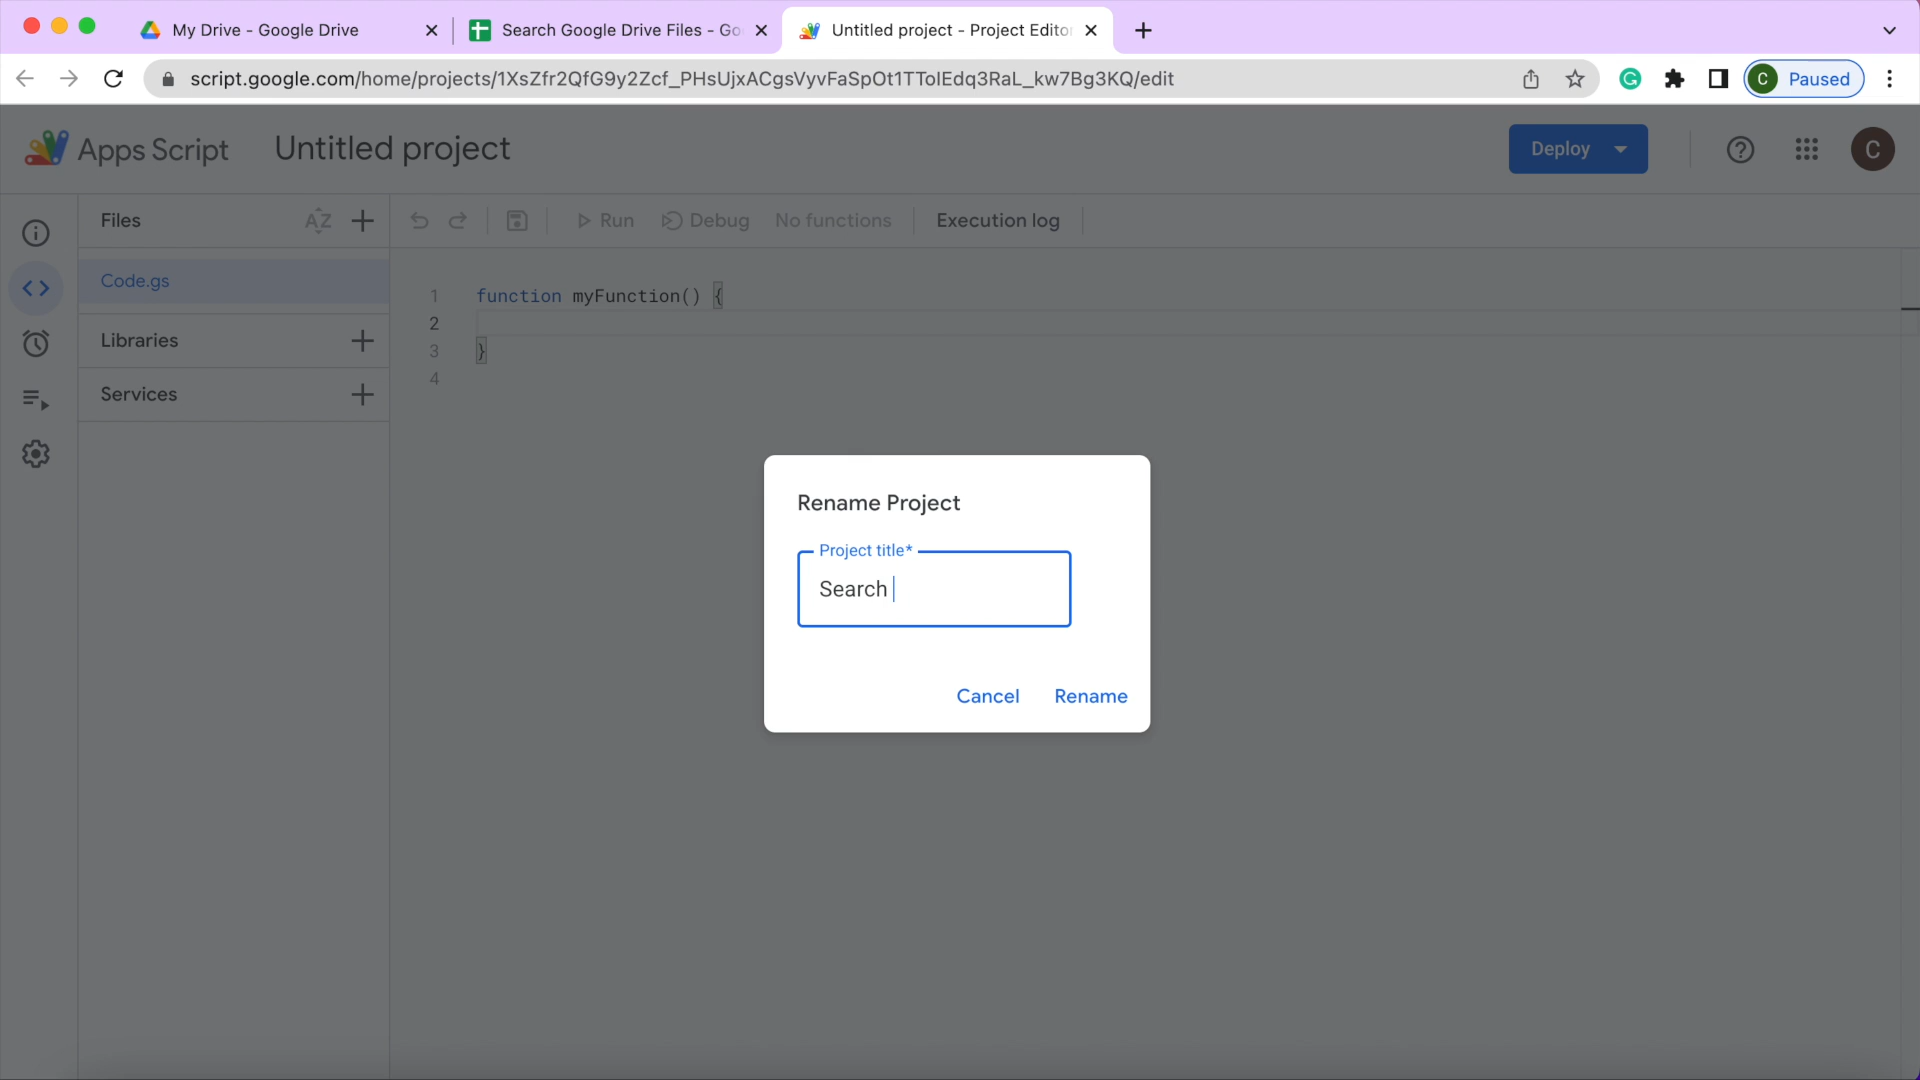 My Drive - Google Drive
Search Google Drive Files - Go
Untitled project - Project Editor
script.google.com/home/projects/1XsZfr2QfG9y2Zcf_PHsUjxACgsVyvFaSpOt1TTolEdq3RaL_kw7Bg3KQ/edit
C Paused
Apps Script Untitled project
Deploy
C
Files AZ
Run Debug No functions Execution log
Code.gs
Libraries
Services
1 function myFunction() {
2
3 }
4
Rename Project
Project title*
Search
Cancel Rename